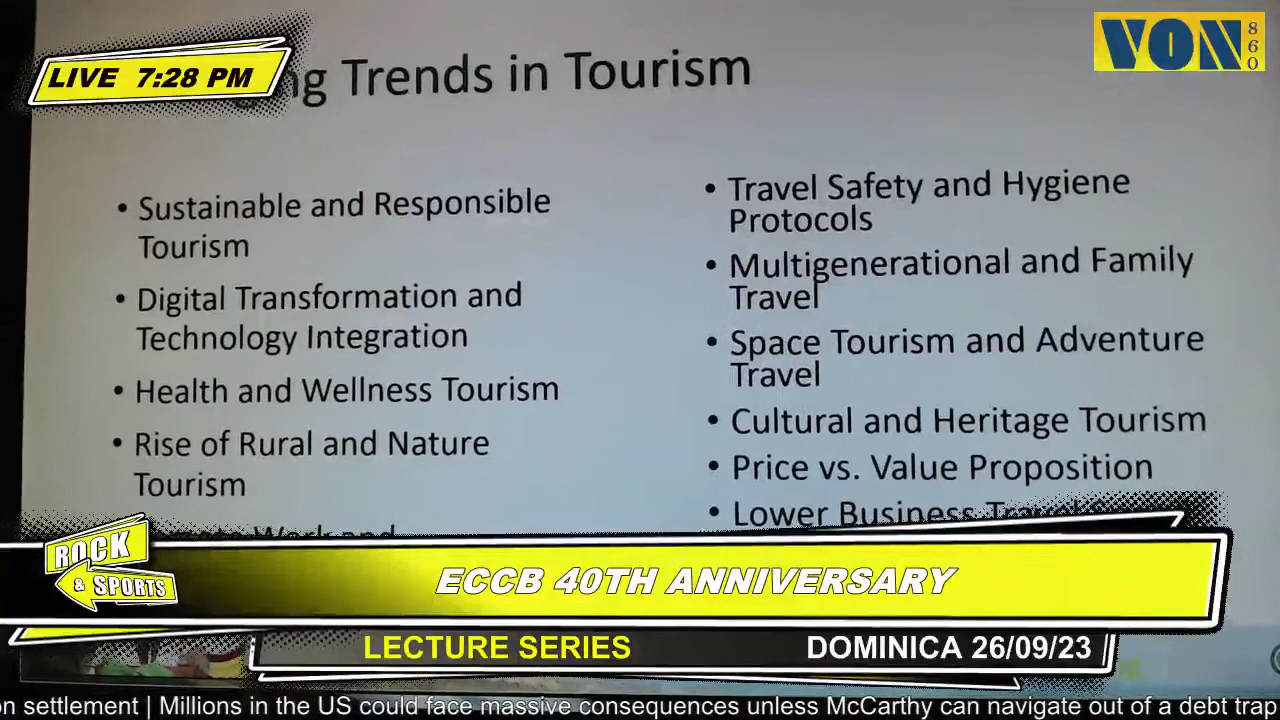 LIVE 7:28 PM
Trends in Tourism
VON
860
• Sustainable and Responsible
Tourism
• Digital Transformation and
Technology Integration
• Health and Wellness Tourism
• Rise of Rural and Nature
Tourism
Work and
• Travel Safety and Hygiene
Protocols
• Multigenerational and Family
Travel
• Space Tourism and Adventure
Travel
• Cultural and Heritage Tourism
• Price vs. Value Proposition
• Lower Business Travel
ROCK
& SPORTS
ECCB 40TH ANNIVERSARY
LECTURE SERIES
DOMINICA 26/09/23
settlement | Millions in the US could face massive consequences unless McCarthy can navigate out of a debt trap